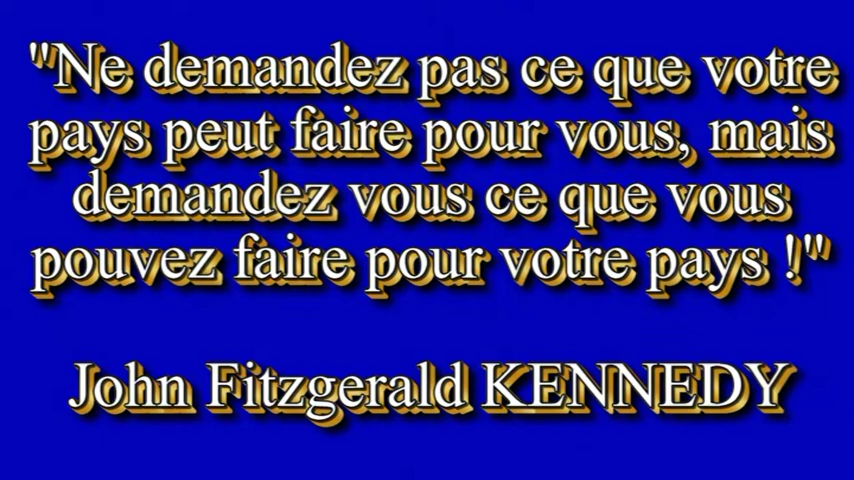 "Ne demandez pas ce que votre
pays peut faire pour vous, mais
demandez vous ce que vous
pouvez faire pour votre pays !"
John Fitzgerald KENNEDY